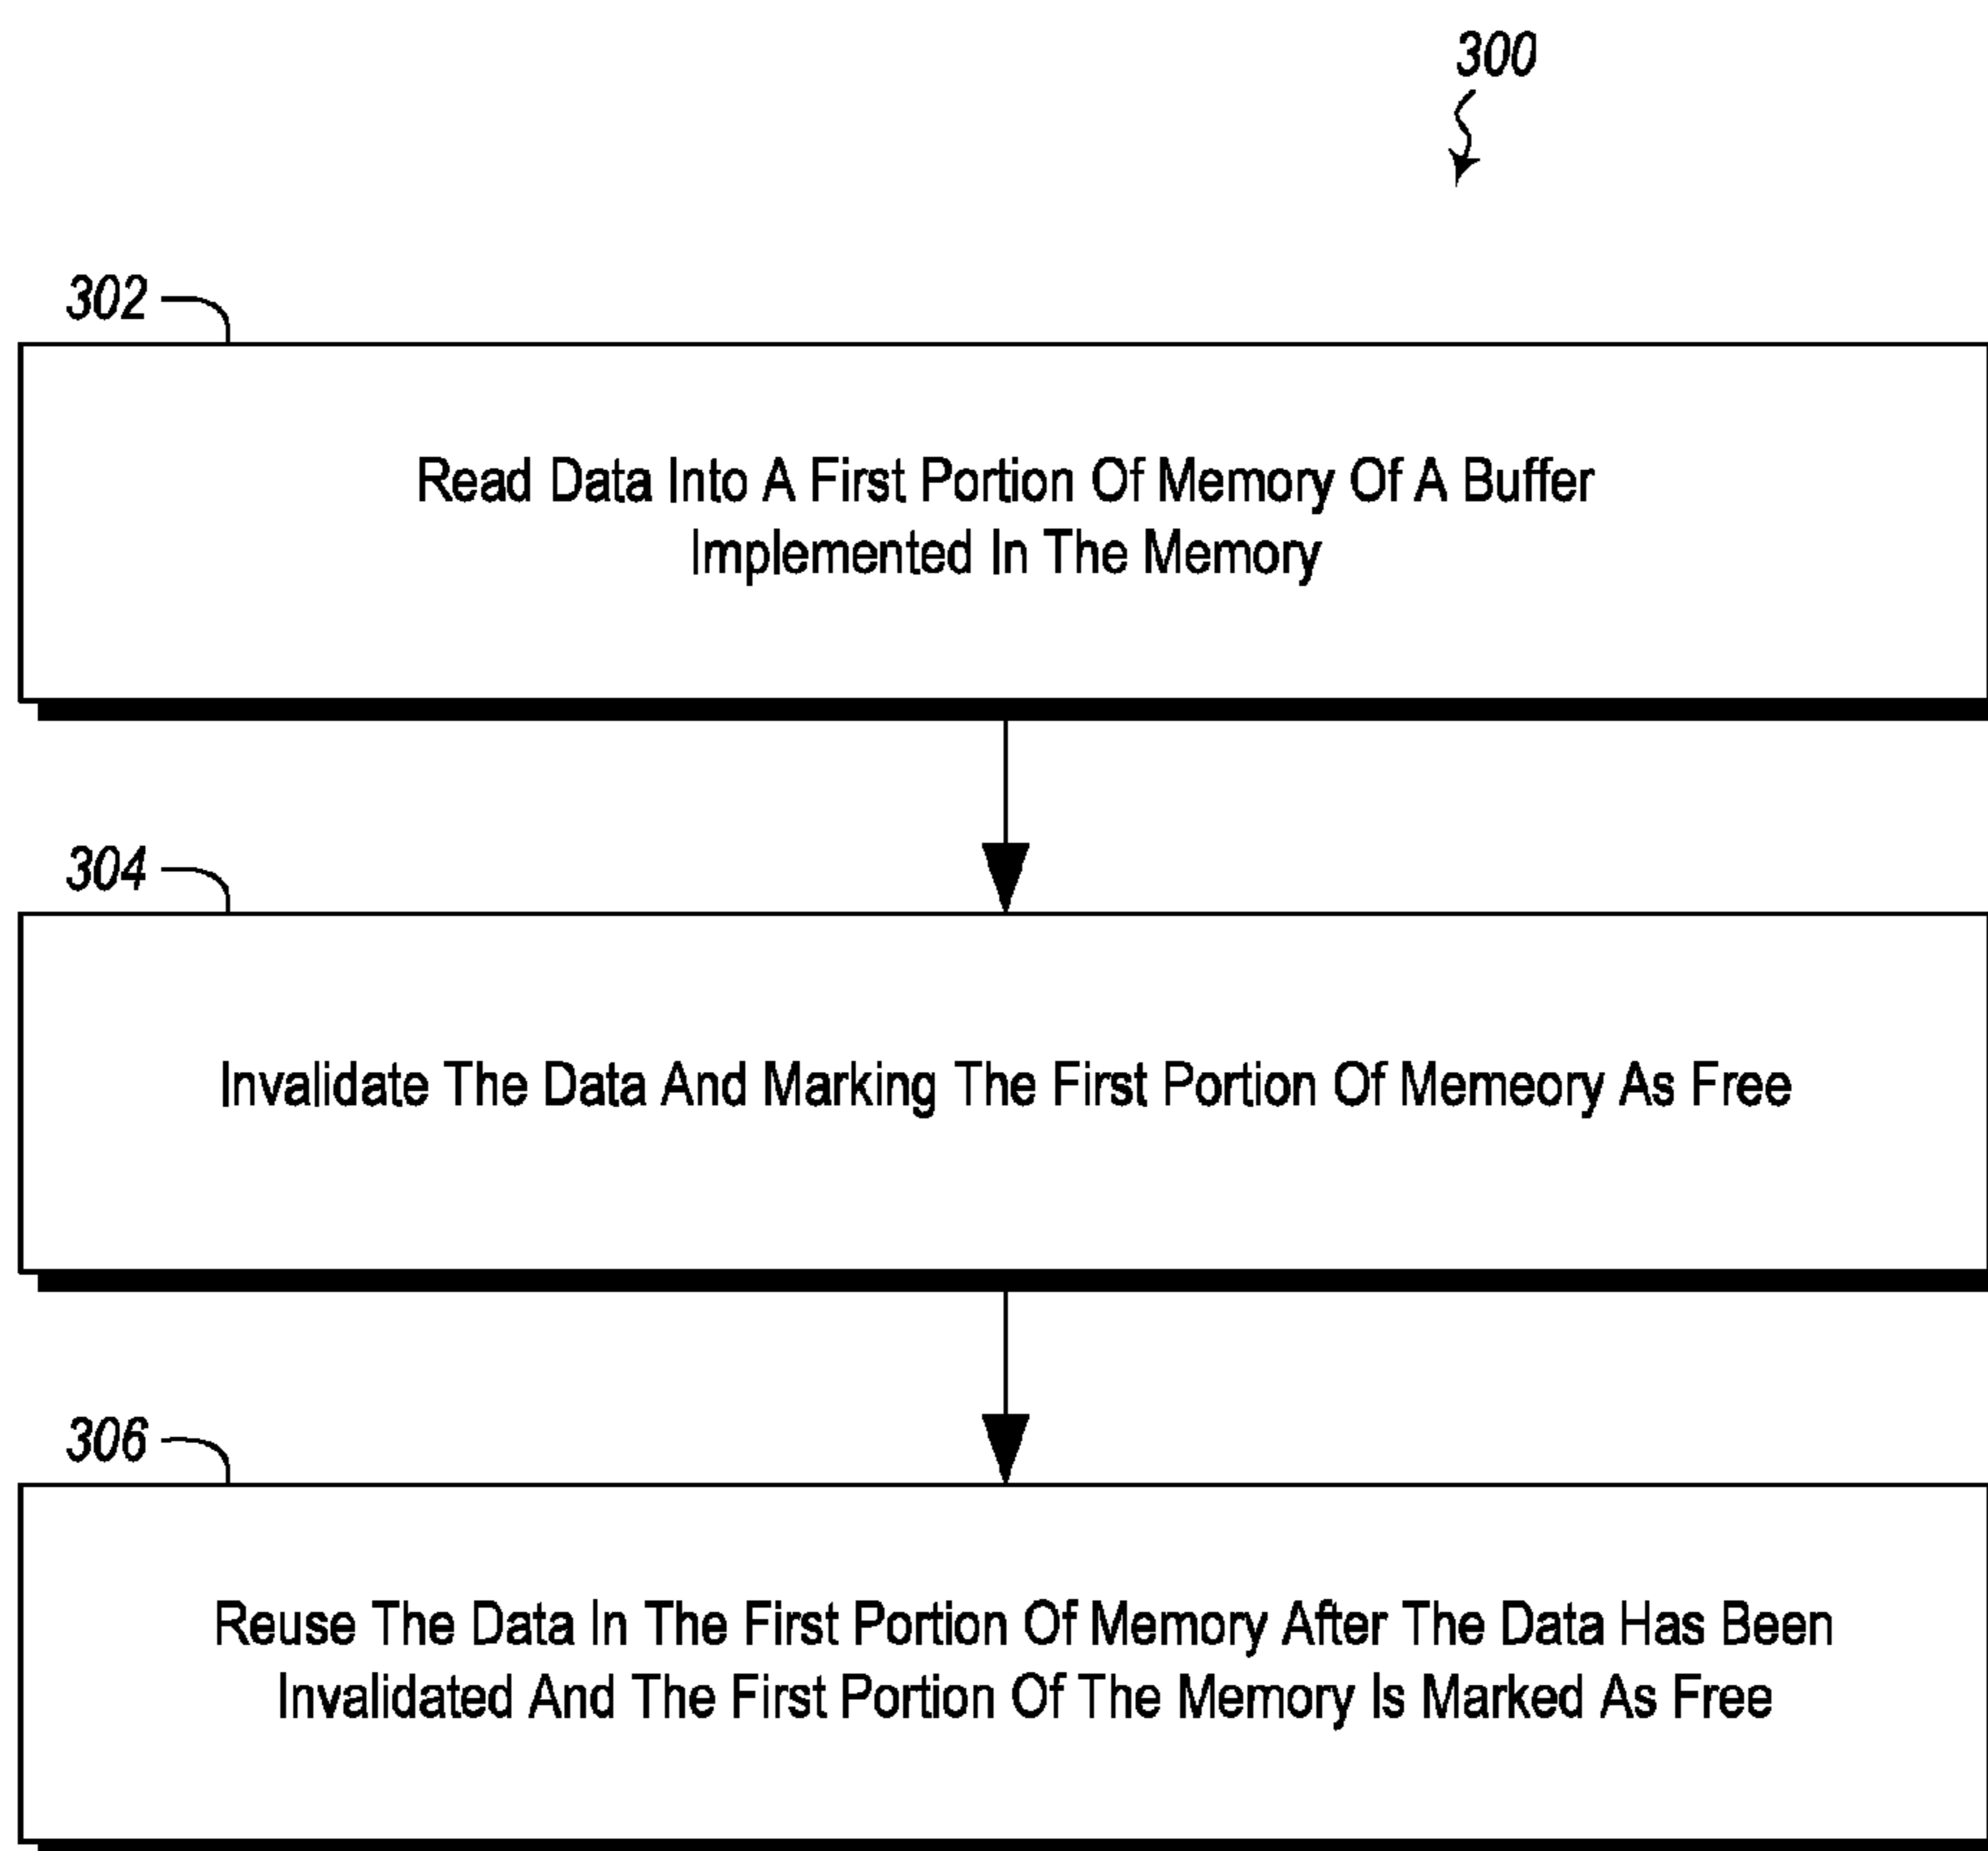 300
302
Read Data Into A First Portion Of Memory Of A Buffer
Implemented In The Memory
304
Invalidate The Data And Marking The First Portion Of Memeory As Free
306
Reuse The Data In The First Portion Of Memory After The Data Has Been
Invalidated And The First Portion Of The Memory Is Marked As Free